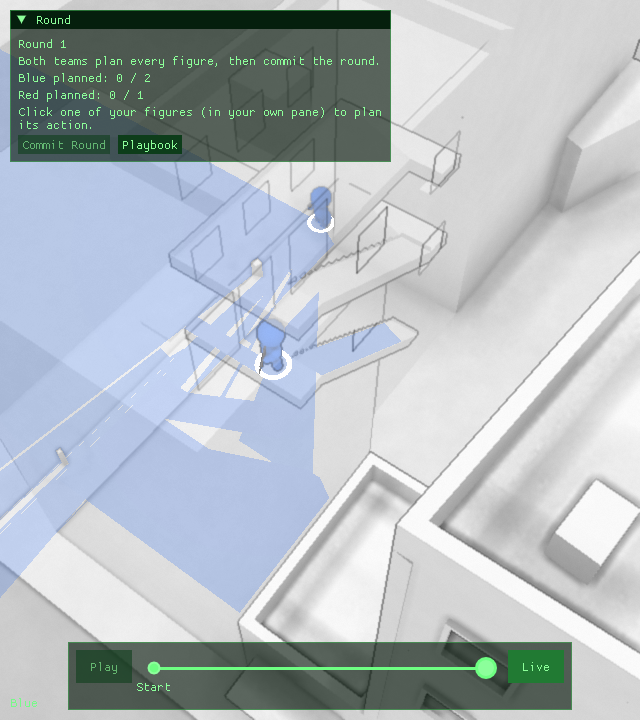 Round
Round 1
Both teams plan every figure, then commit the round.
Blue planned: 0 / 2
Red planned: 0 / 1
Click one of your figures (in your own pane) to plan
its action.
Commit Round
Playbook
Play
Start
Live